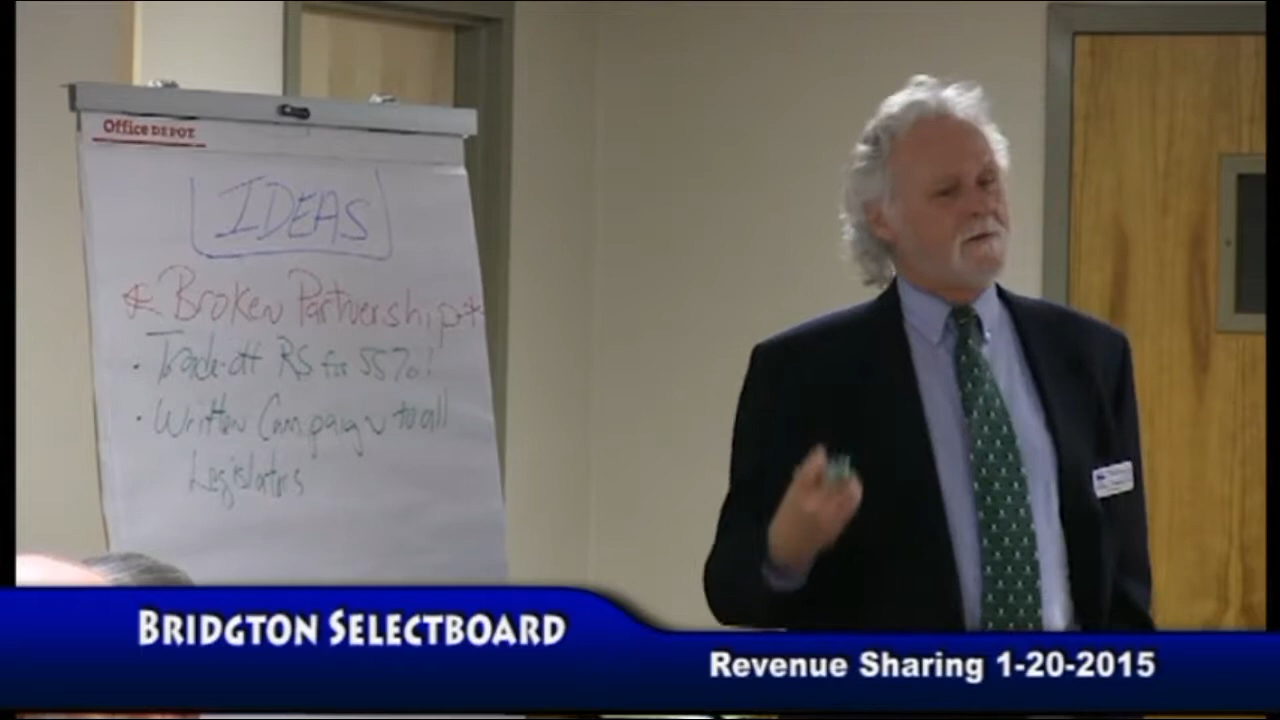 Office DEPOT
IDEAS
* Broken Partnership *
· Trade-off RS for 55%!
· Written Campaign to all
Legislators
BRIDGTON SELECTBOARD
Revenue Sharing 1-20-2015